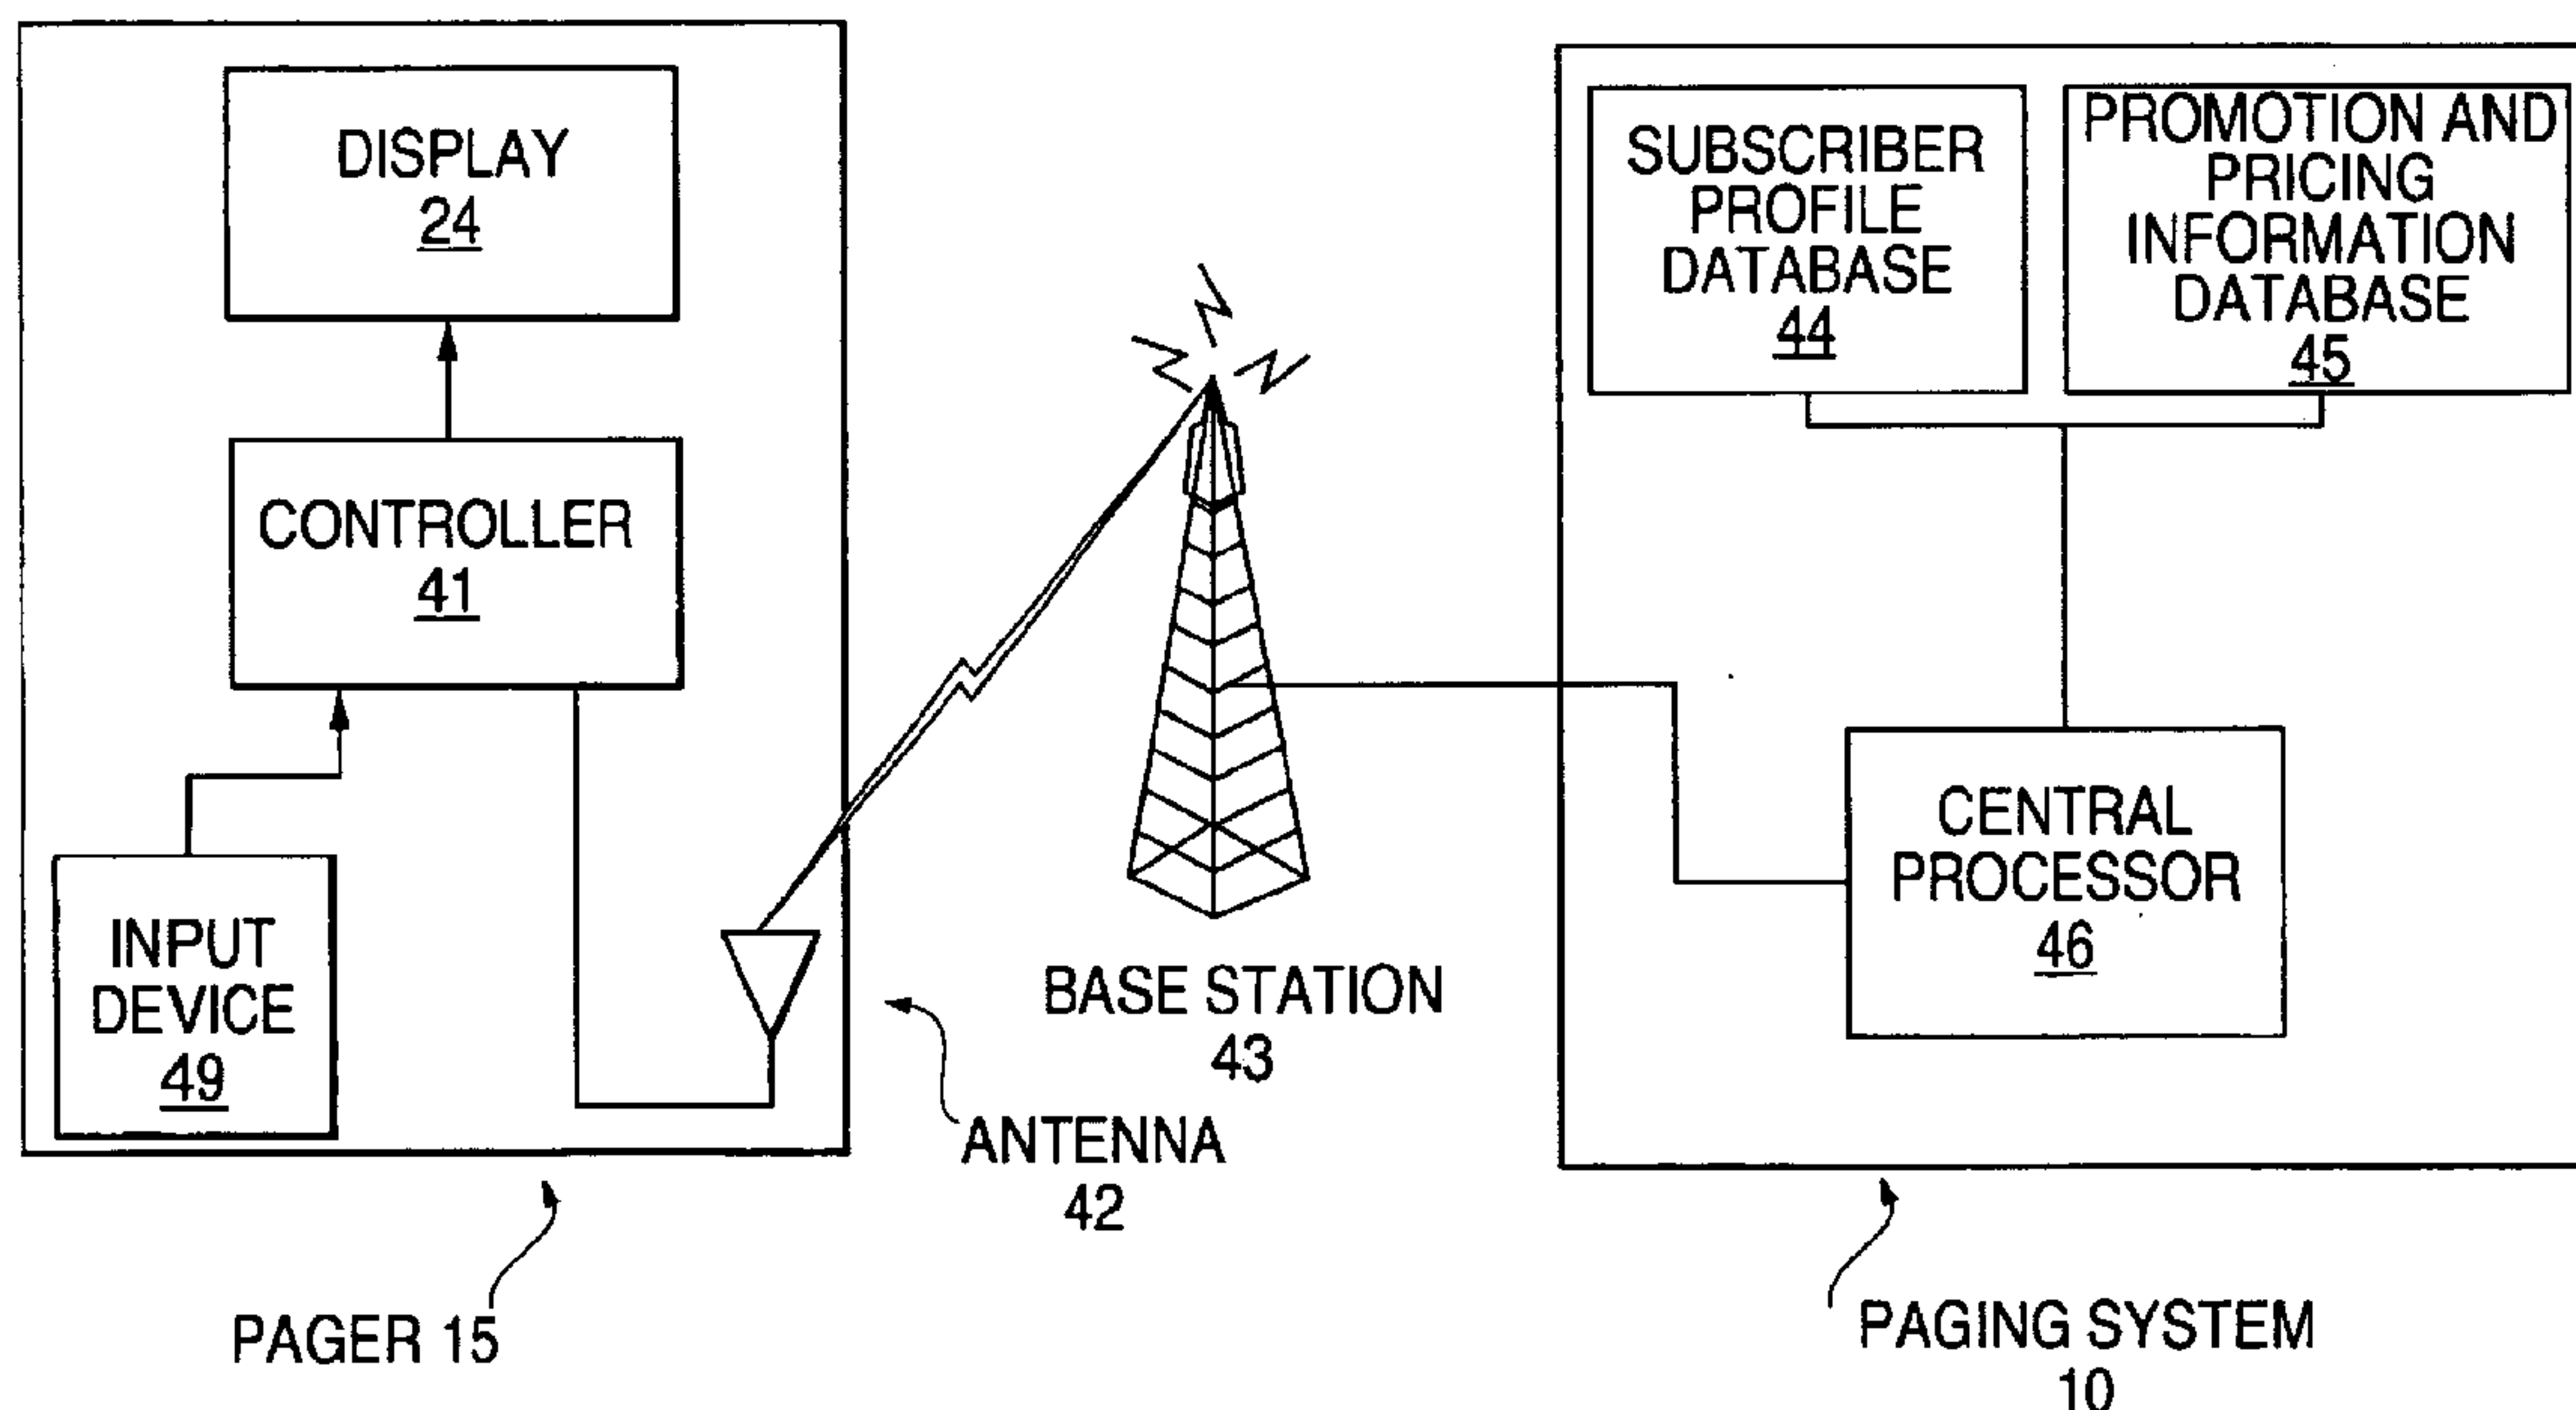 DISPLAY
24
CONTROLLER
41
INPUT
DEVICE
49
PAGER 15
ANTENNA
42
BASE STATION
43
SUBSCRIBER
PROFILE
DATABASE
44
PROMOTION AND
PRICING
INFORMATION
DATABASE
45
CENTRAL
PROCESSOR
46
PAGING SYSTEM
10